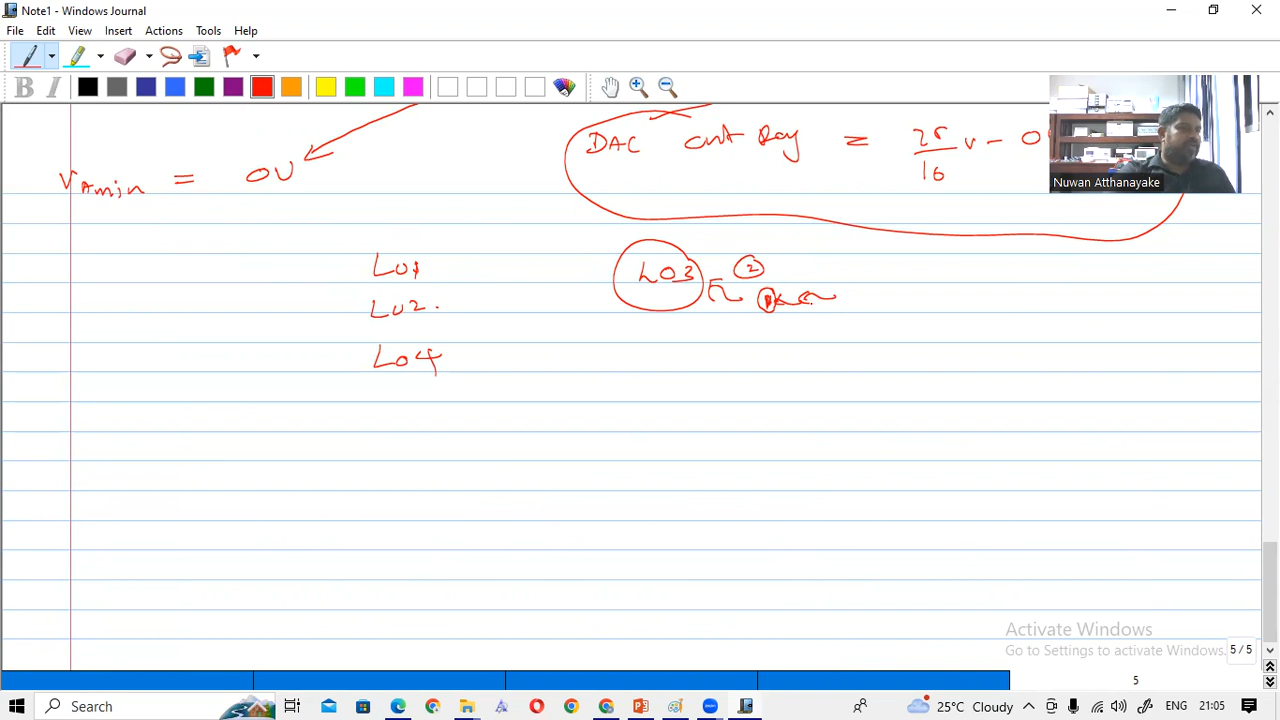 Note1 - Windows Journal
File Edit View Insert Actions Tools Help
B I
DAC out Ray = 25/16 v - 0
VAmin = 0V
Nuwan Atthanayake
LO1
LO3 2
LO2.
LO4
Activate Windows
Go to Settings to activate Windows.
5 / 5
5
Search
25°C Cloudy
ENG
21:05